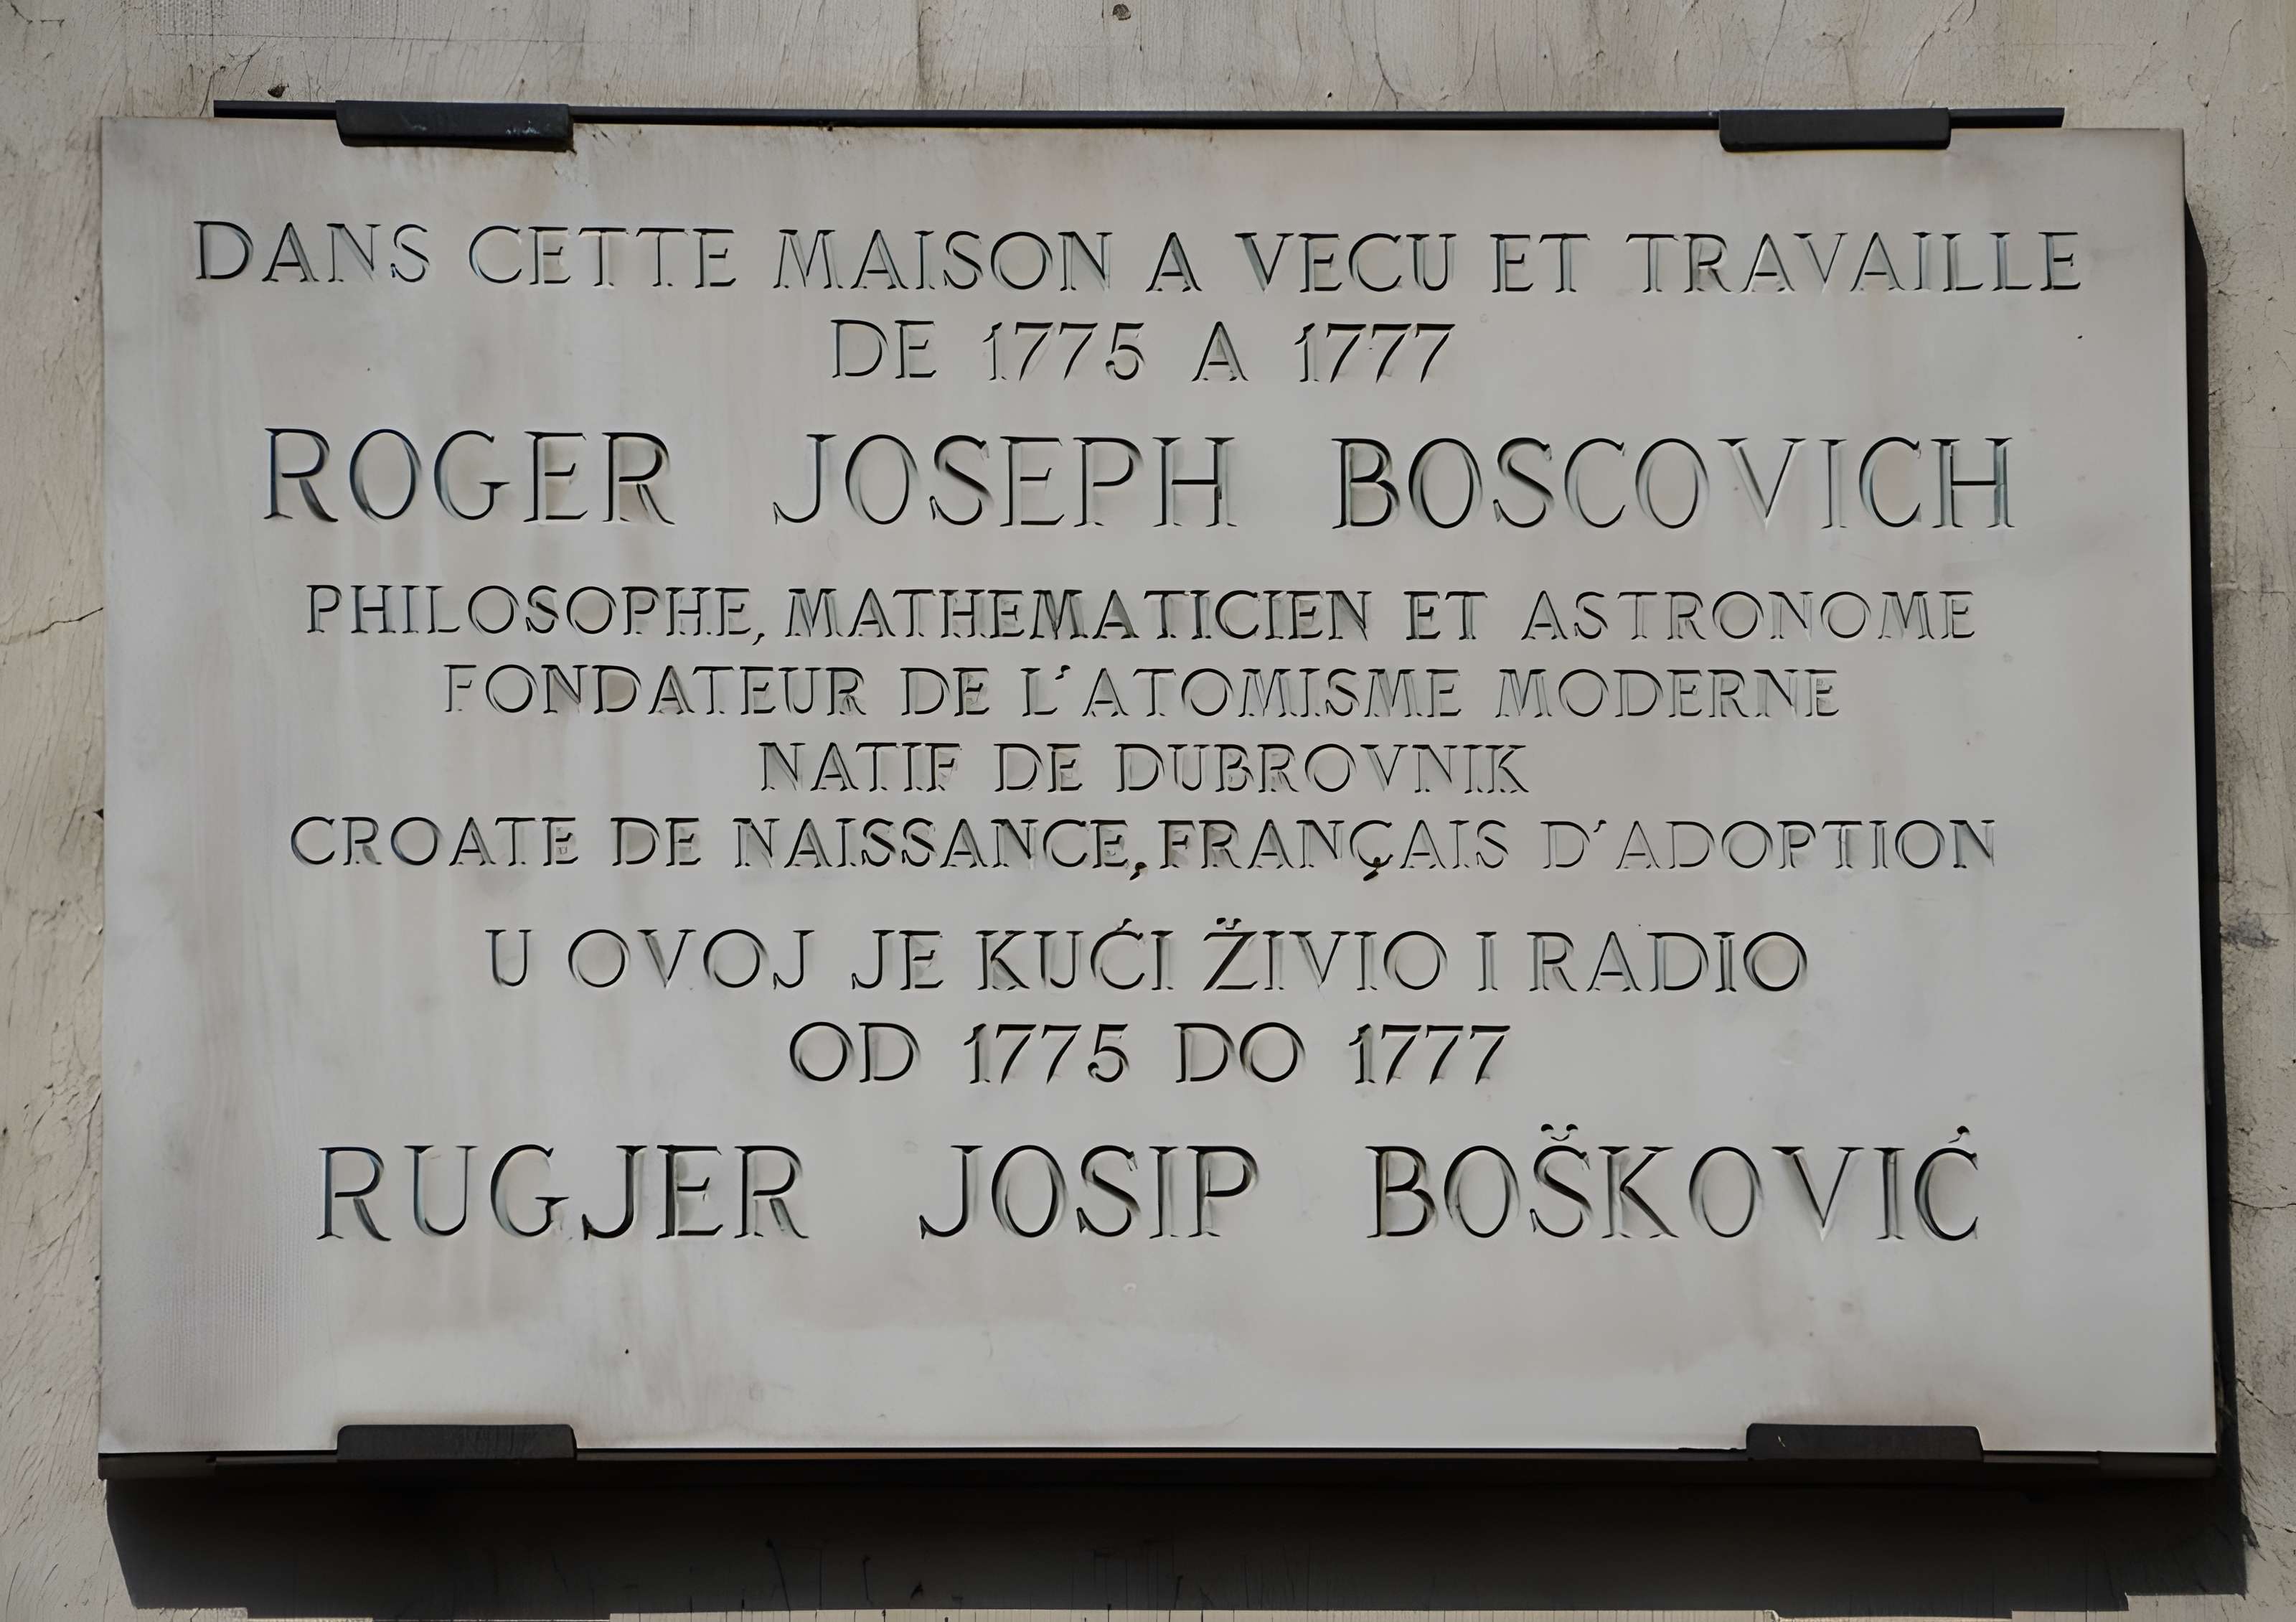 DANS CETTE MAISON A VECU ET TRAVAILLE
DE 1775 A 1777
ROGER JOSEPH BOSCOVICH
PHILOSOPHE, MATHEMATICIEN ET ASTRONOME
FONDATEUR DE L'ATOMISME MODERNE
NATIF DE DUBROVNIK
CROATE DE NAISSANCE, FRANÇAIS D'ADOPTION
U OVOJ JE KUĆI ŽIVIO I RADIO
OD 1775 DO 1777
RUGJER JOSIP BOŠKOVIĆ